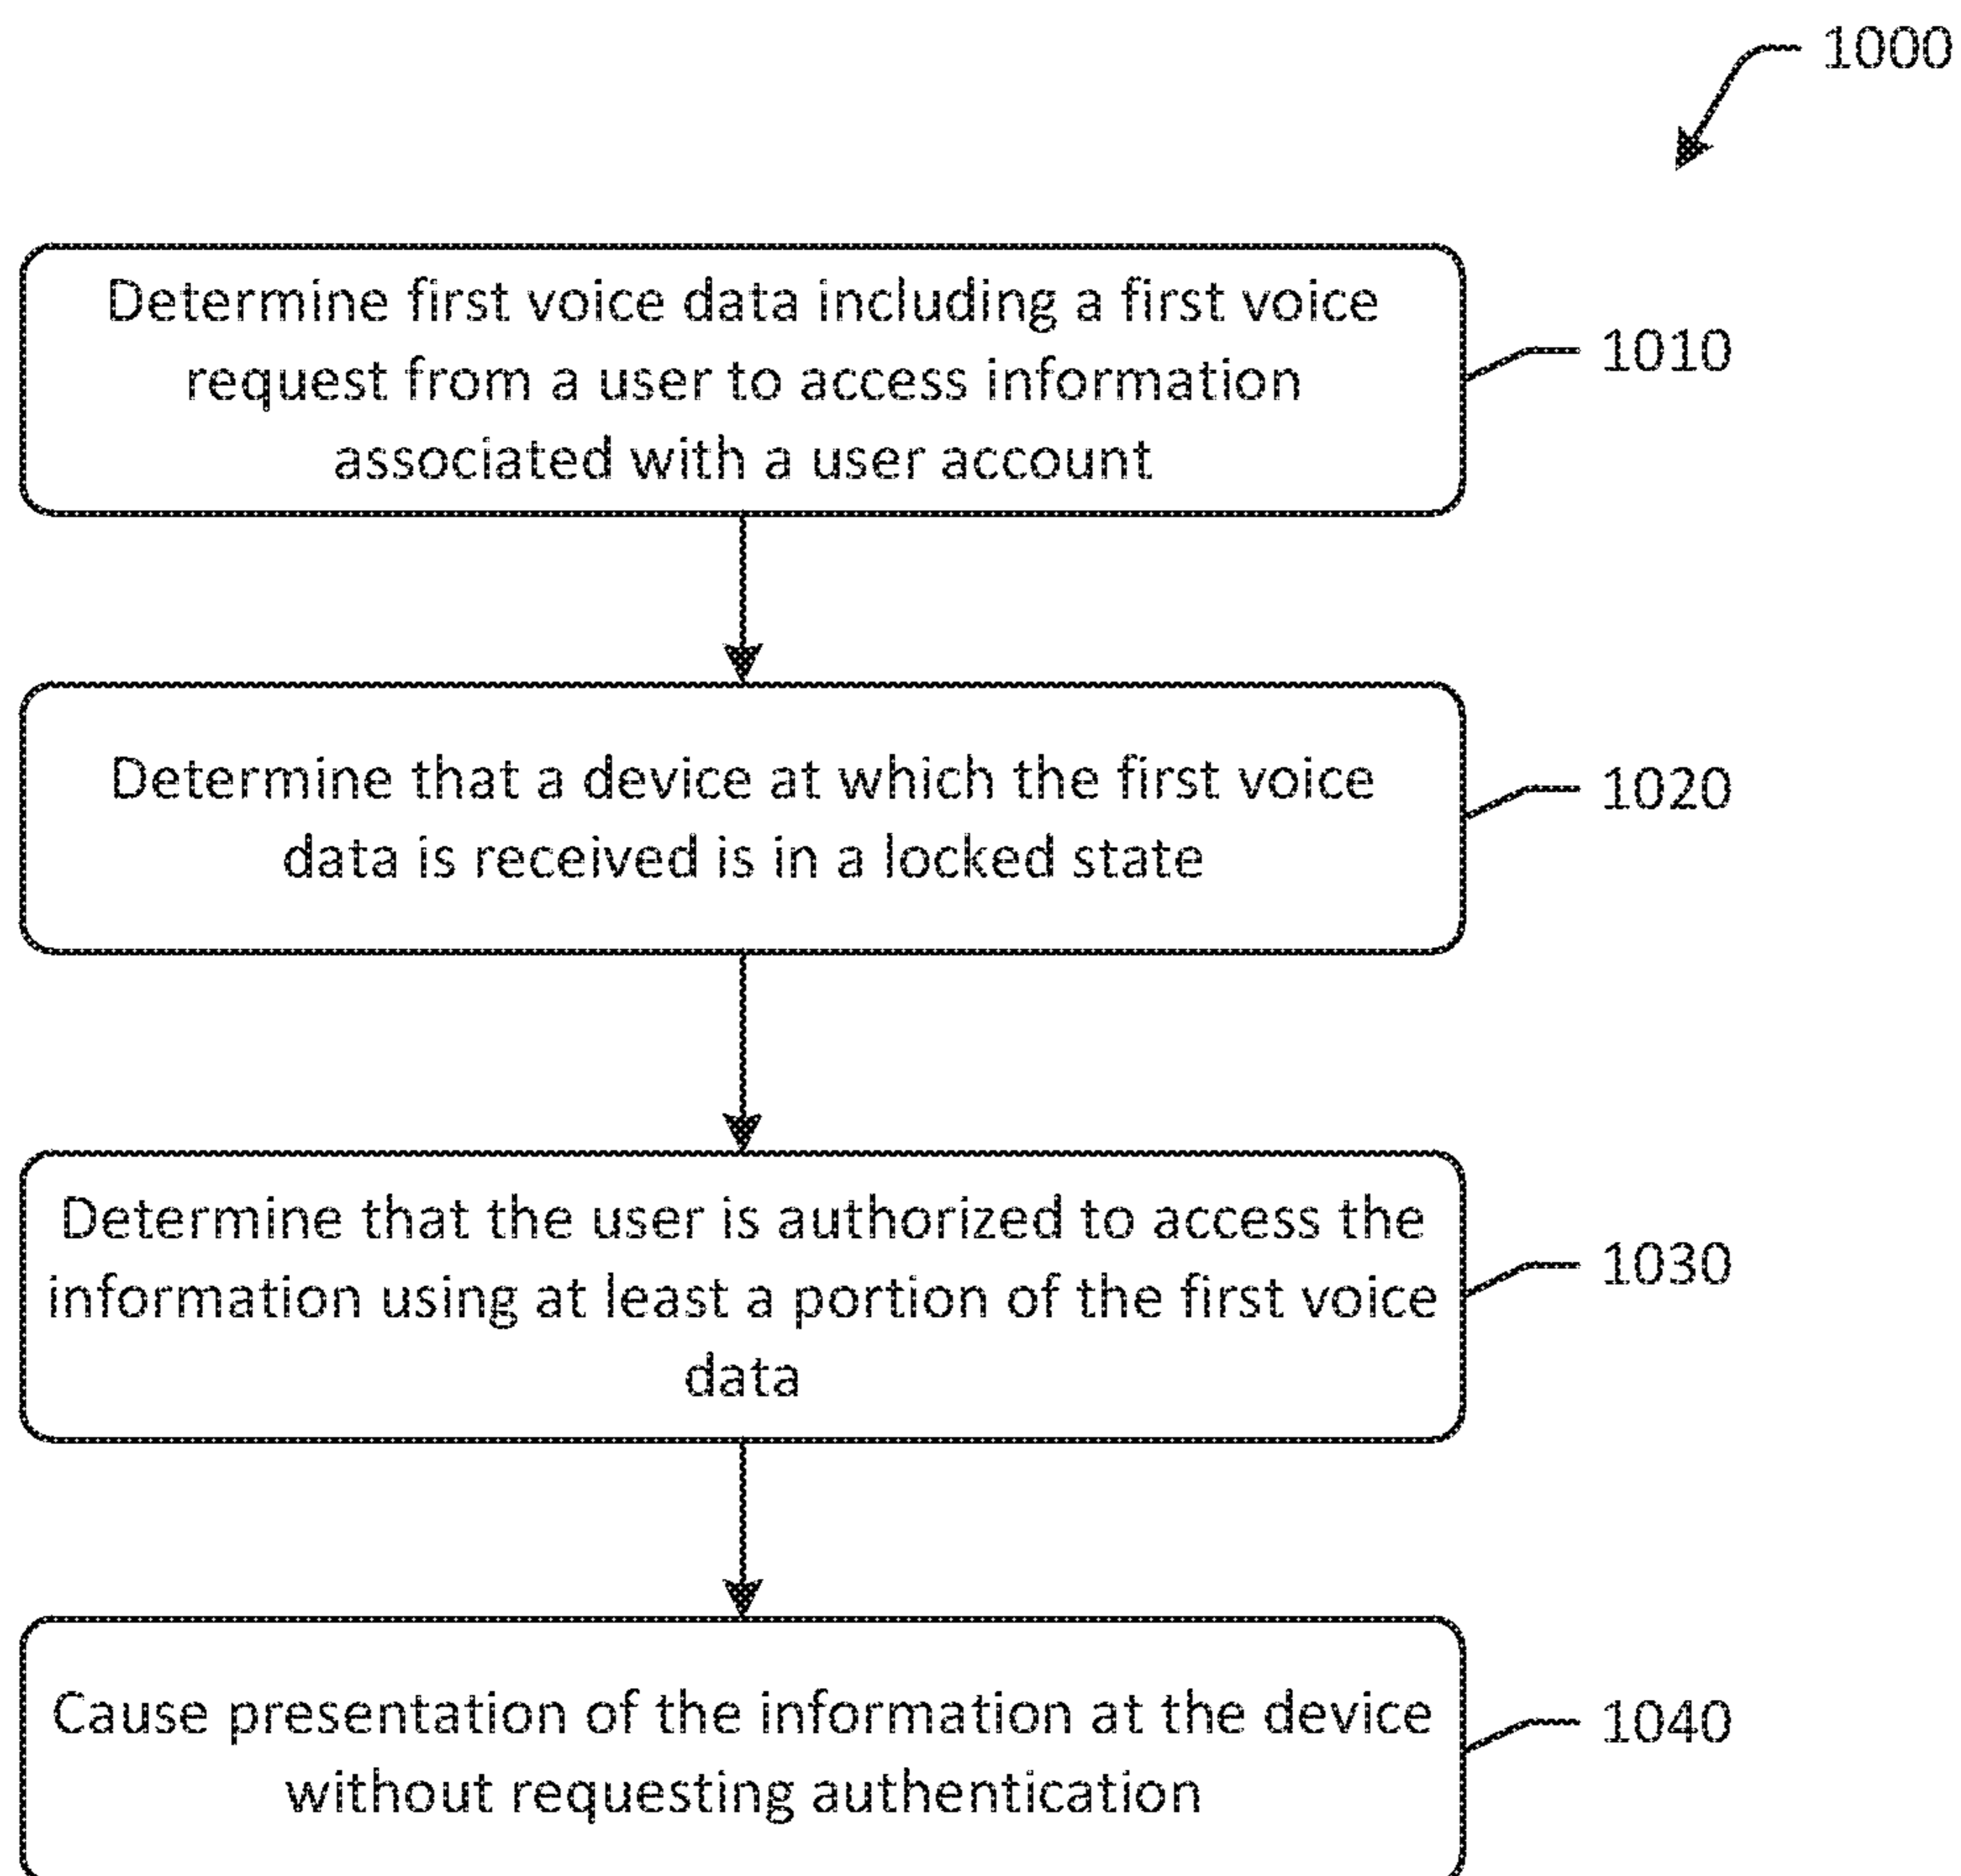 1000
Determine first voice data including a first voice
request from a user to access information
associated with a user account
1010
Determine that a device at which the first voice
data is received is in a locked state
1020
Determine that the user is authorized to access the
information using at least a portion of the first voice
data
1030
Cause presentation of the information at the device
without requesting authentication
1040